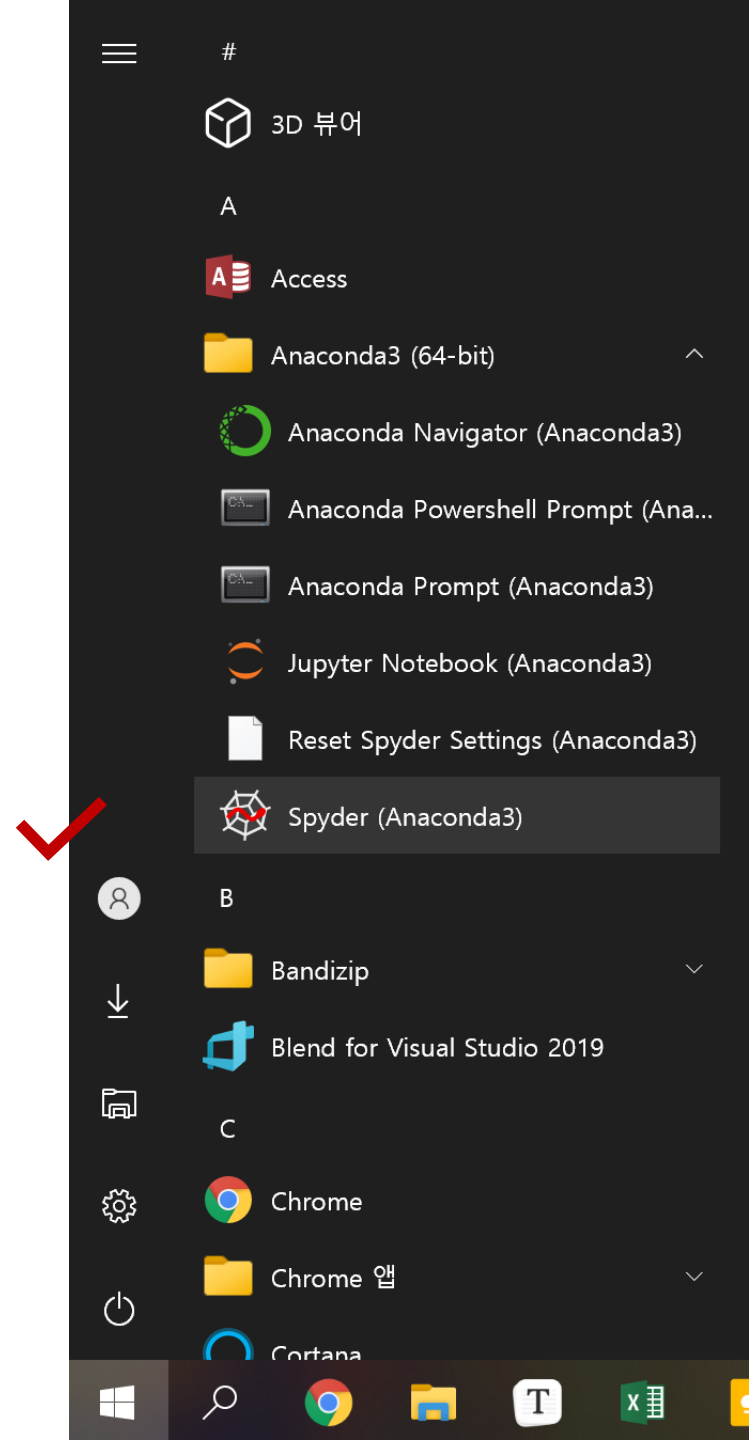 #
3D 뷰어
A
Access
Anaconda3 (64-bit)
Anaconda Navigator (Anaconda3)
Anaconda Powershell Prompt (Ana...
Anaconda Prompt (Anaconda3)
Jupyter Notebook (Anaconda3)
Reset Spyder Settings (Anaconda3)
Spyder (Anaconda3)
B
Bandizip
Blend for Visual Studio 2019
C
Chrome
Chrome 앱
Cortana